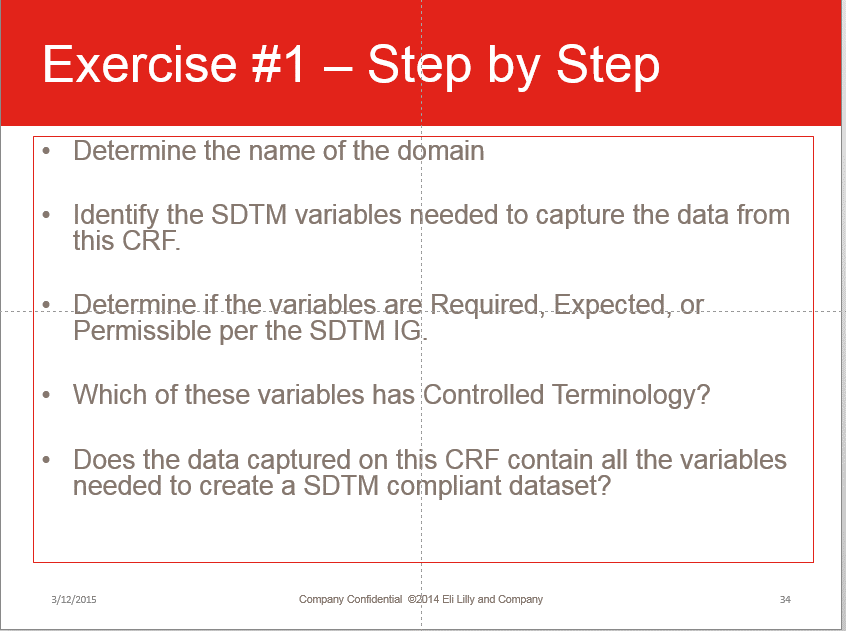 Exercise #1 – Step by Step
• Determine the name of the domain
• Identify the SDTM variables needed to capture the data from
this CRF.
• Determine if the variables are Required, Expected, or
Permissible per the SDTM IG.
• Which of these variables has Controlled Terminology?
• Does the data captured on this CRF contain all the variables
needed to create a SDTM compliant dataset?
3/12/2015 Company Confidential ©2014 Eli Lilly and Company 34